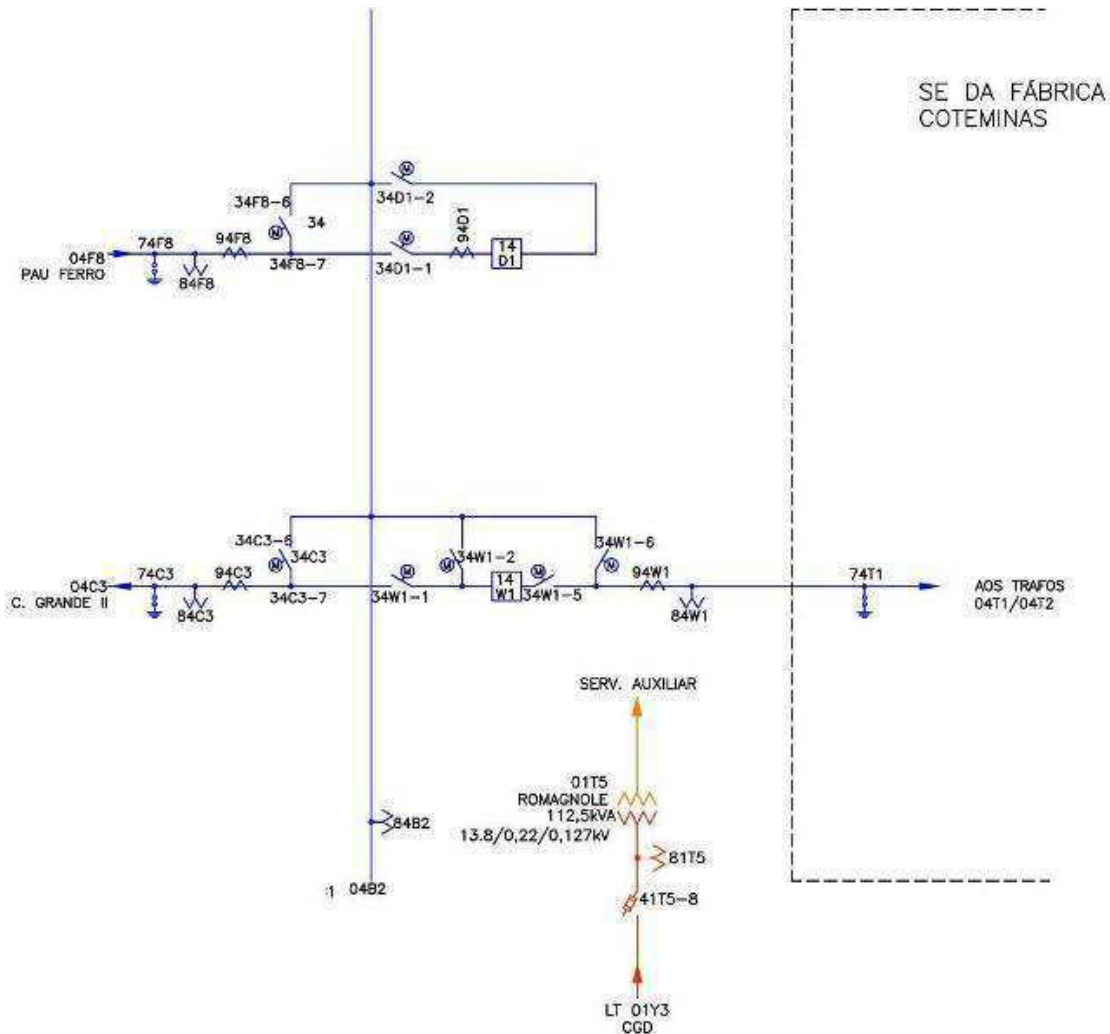 SE DA FÁBRICA
COTEMINAS
34D1-2
34F8-6
34
94D1
74F8
94F8
14
D1
04F8
PAU FERRO
84F8
34F8-7
34D1-1
34C3-6
34C3
34W1-2
34W1-6
74C3
94C3
14
W1
94W1
74T1
04C3
C. GRANDE II
84C3
34C3-7
34W1-1
34W1-5
84W1
AOS TRAFOS
04T1/04T2
SERV. AUXILIAR
01T5
ROMAGNOLE
112,5kVA
13.8/0,22/0,127kV
84B2
81T5
:1 04B2
41T5-8
LT 01Y3
CGD
M
M
M
M
M
M
M
M